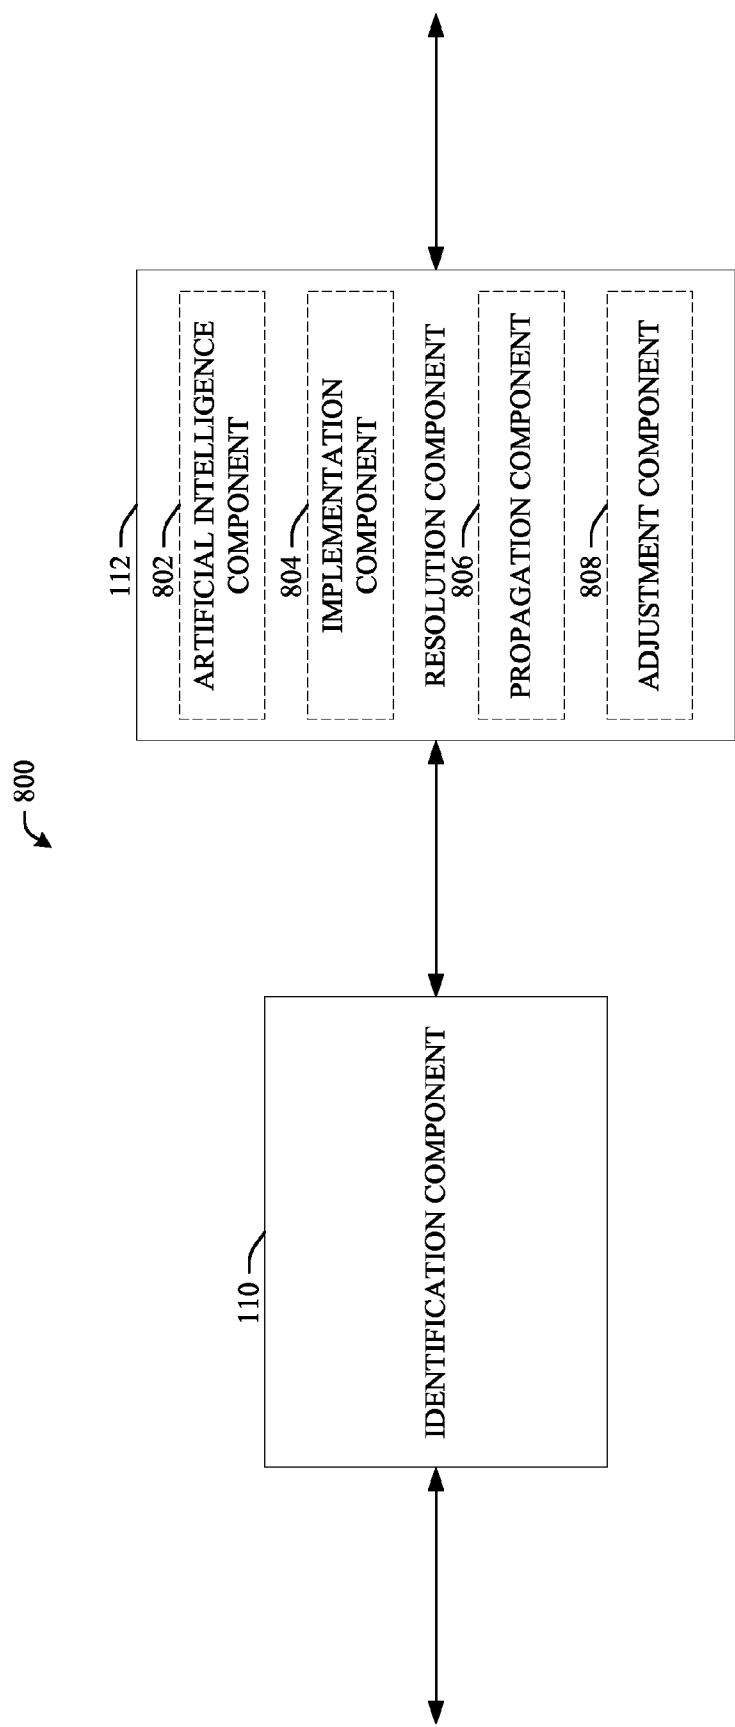 800
110
IDENTIFICATION COMPONENT
112
802
ARTIFICIAL INTELLIGENCE
COMPONENT
804
IMPLEMENTATION
COMPONENT
RESOLUTION COMPONENT
806
PROPAGATION COMPONENT
808
ADJUSTMENT COMPONENT